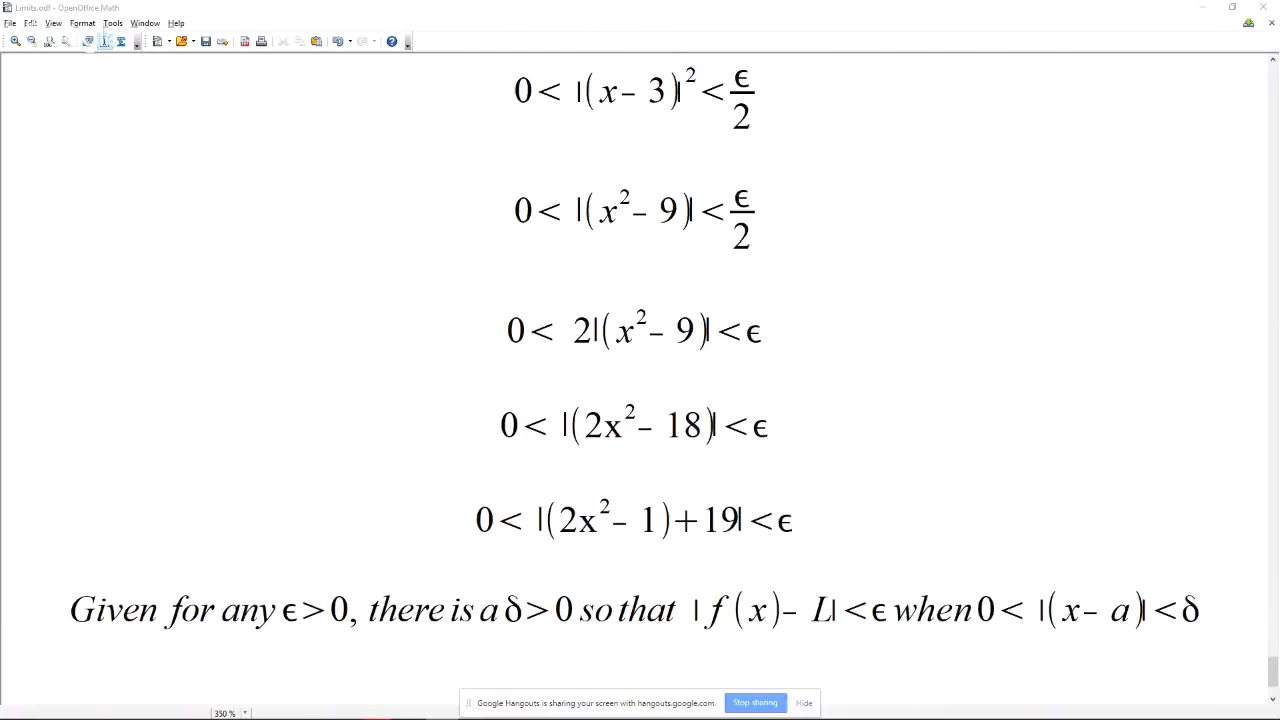 Limits.odf - OpenOffice Math
File Edit View Format Tools Window Help
0 < |(x − 3)|² < ϵ/2
0 < |(x² − 9)| < ϵ/2
0 < 2|(x² − 9)| < ϵ
0 < |(2x² − 18)| < ϵ
0 < |(2x² − 1)+19| < ϵ
Given for any ϵ > 0, there is a δ > 0 so that |f(x) − L| < ϵ when 0 < |(x − a)| < δ
Google Hangouts is sharing your screen with hangouts.google.com. Stop sharing Hide
350 %